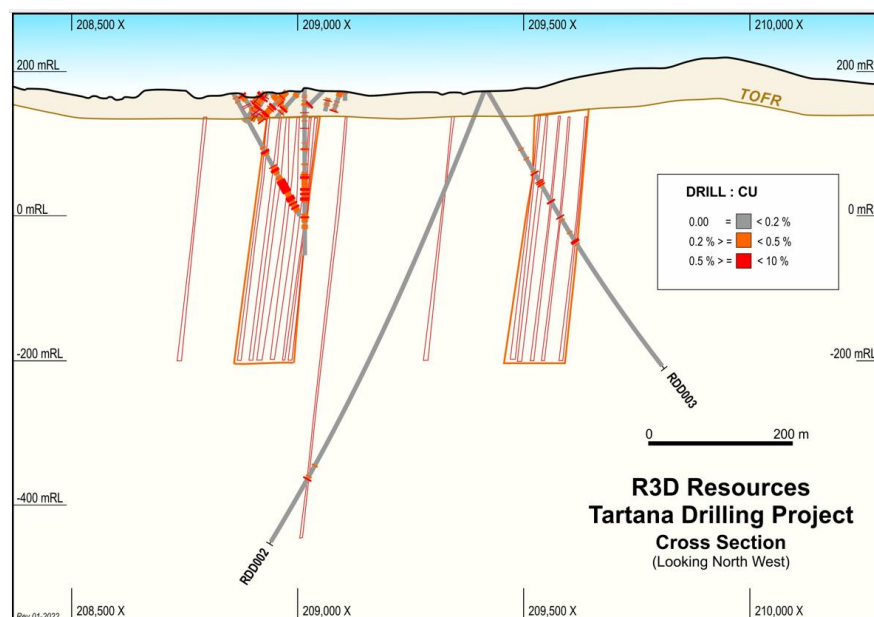 208,500 X 209,000 X 209,500 X 210,000 X
200 mRL 200 mRL
TOFR
0 mRL 0 mRL
-200 mRL -200 mRL
-400 mRL
DRILL : CU
0.00 = < 0.2 %
0.2 % >= < 0.5 %
0.5 % >= < 10 %
RDD003
0 200 m
R3D Resources
Tartana Drilling Project
Cross Section
(Looking North West)
RDD002
Rev 01-2022
208,500 X 209,000 X 209,500 X 210,000 X